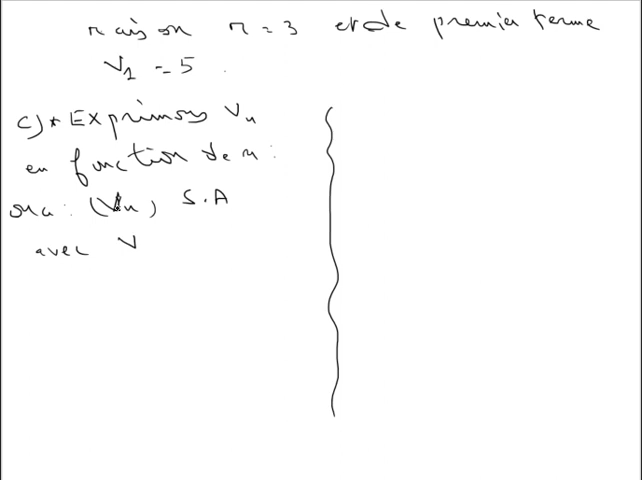 raison r = 3 et de premier terme
V1 = 5.
c)* Exprimons Vn
en fonction de n :
on a : (Vn) S.A
avec V